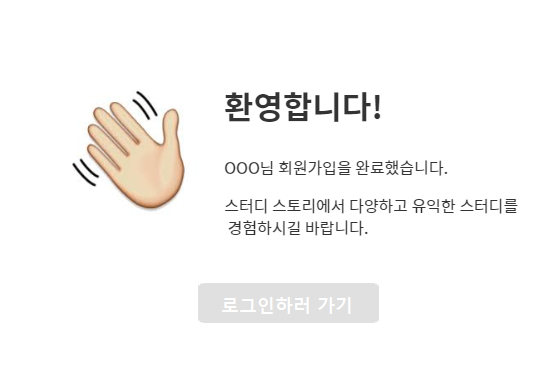 환영합니다!
OOO님 회원가입을 완료했습니다.
스터디 스토리에서 다양하고 유익한 스터디를
경험하시길 바랍니다.
로그인하러 가기